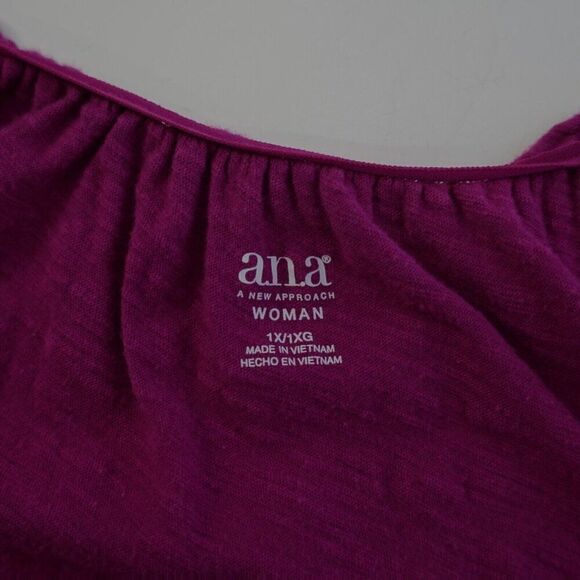 a.n.a®
A NEW APPROACH
WOMAN
1X/1XG
MADE IN VIETNAM
HECHO EN VIETNAM